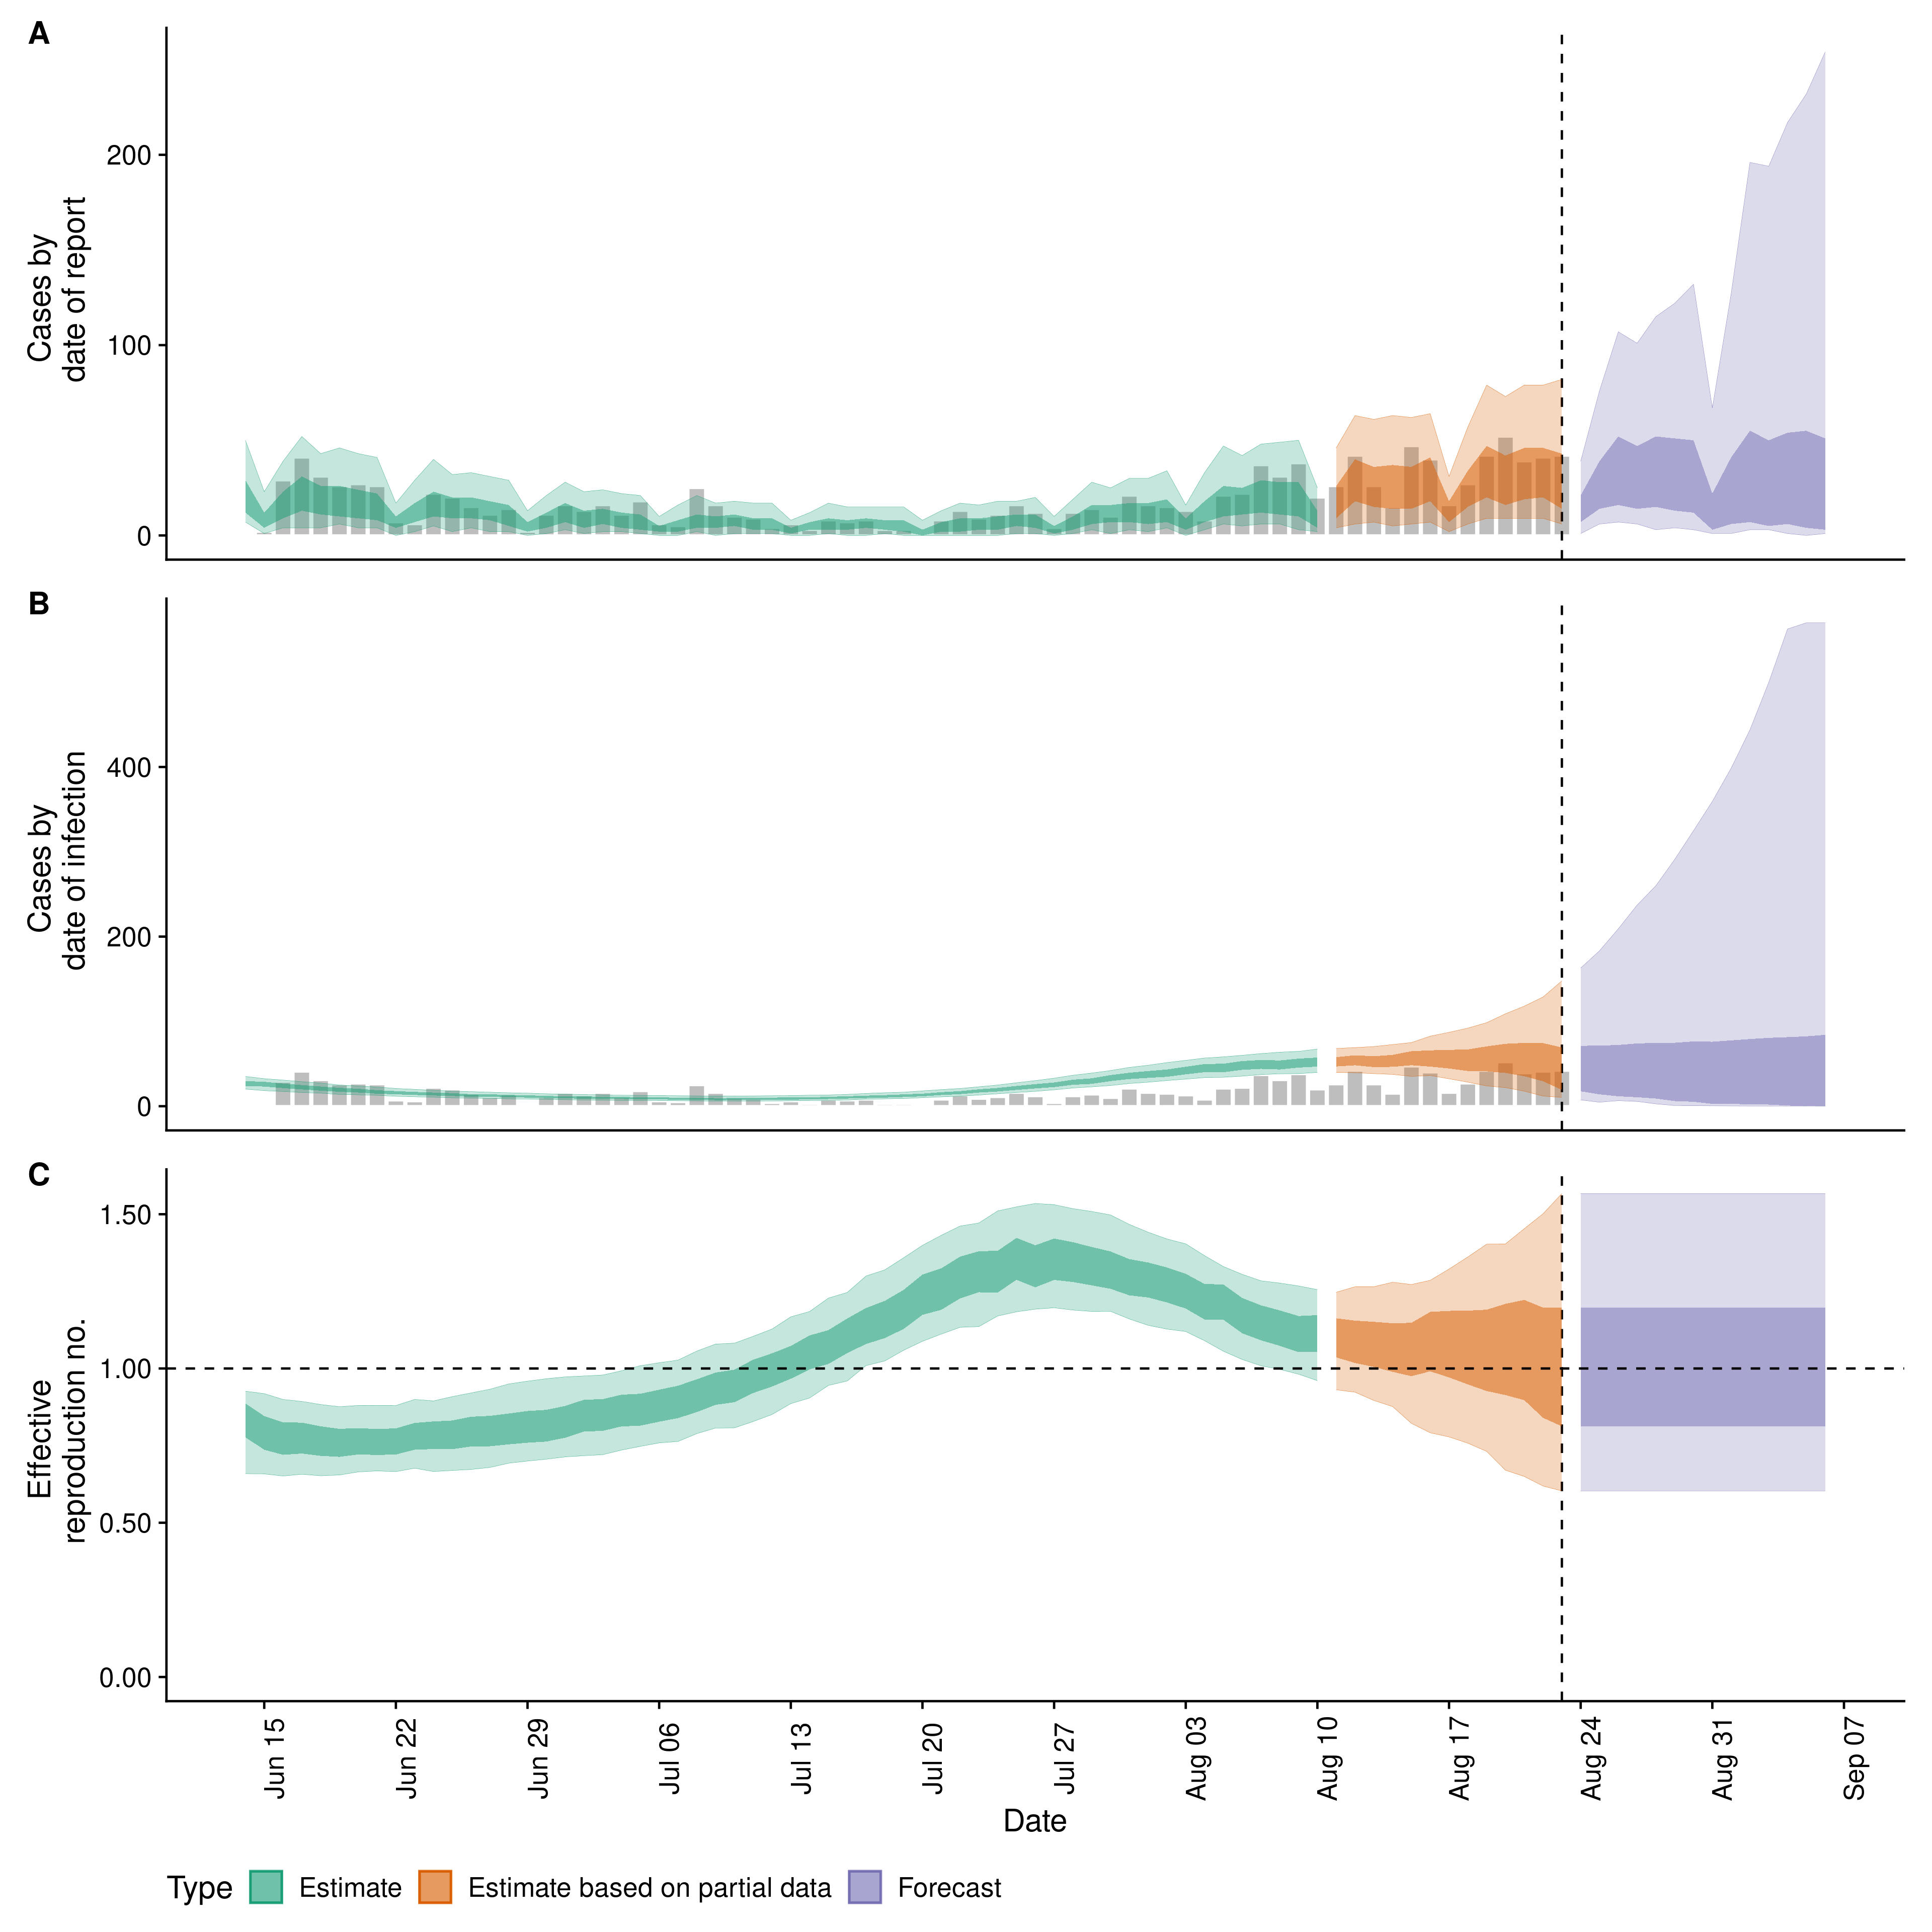 A
Cases by
date of report
200
100
0
B
Cases by
date of infection
400
200
0
C
Effective
reproduction no.
1.50
1.00
0.50
0.00
Jun 15
Jun 22
Jun 29
Jul 06
Jul 13
Jul 20
Jul 27
Aug 03
Aug 10
Aug 17
Aug 24
Aug 31
Sep 07
Date
Type Estimate Estimate based on partial data Forecast